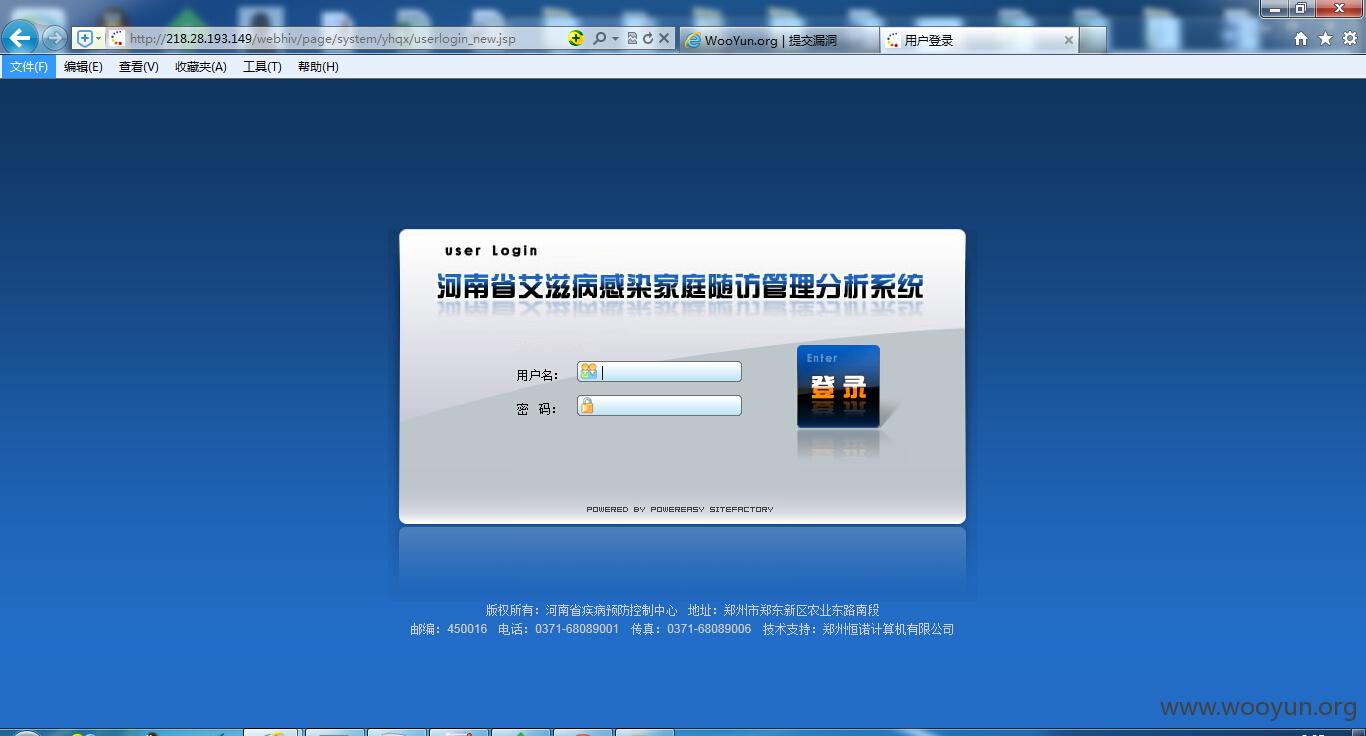 http://218.28.193.149/webhiv/page/system/yhqx/userlogin_new.jsp
WooYun.org | 提交漏洞
用户登录
文件(F) 编辑(E) 查看(V) 收藏夹(A) 工具(T) 帮助(H)
user Login
河南省艾滋病感染家庭随访管理分析系统
用户名：
Enter
登录
密 码：
POWERED BY POWEREASY SITEFACTORY
版权所有：河南省疾病预防控制中心 地址：郑州市郑东新区农业东路南段
邮编：450016 电话：0371-68089001 传真：0371-68089006 技术支持：郑州恒诺计算机有限公司
www.wooyun.org